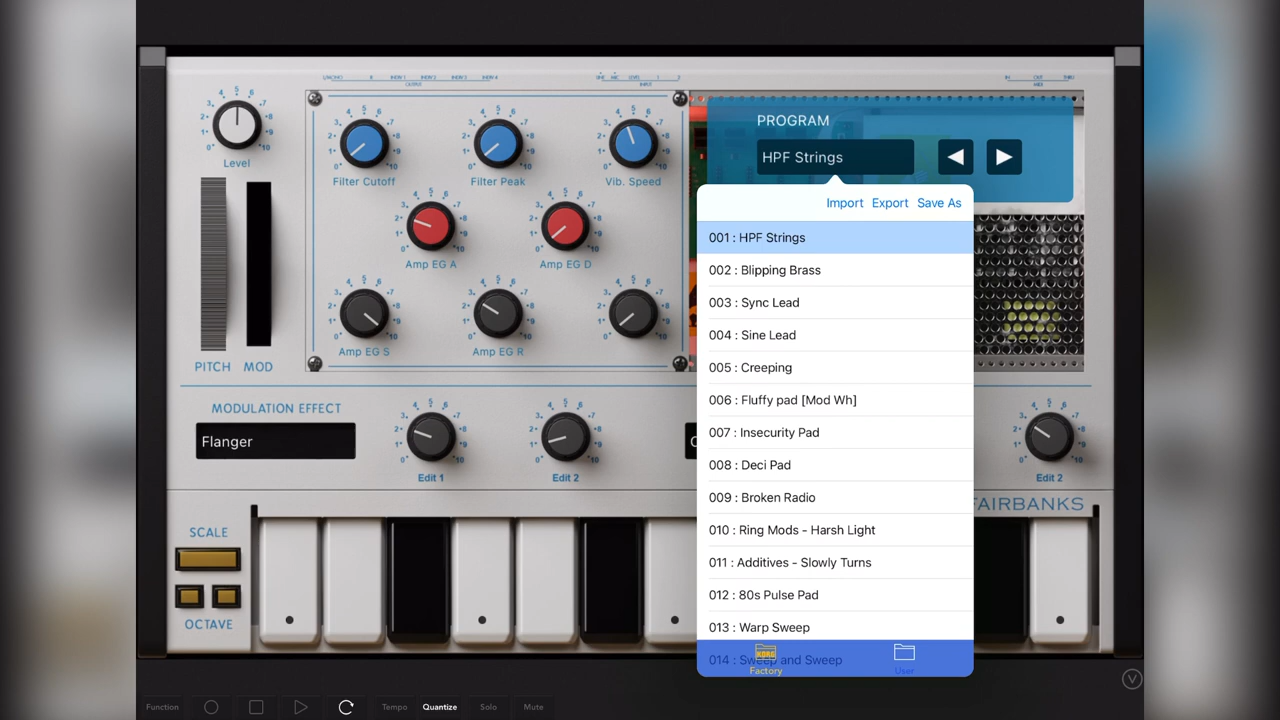 Level
Filter Cutoff
Filter Peak
Vib. Speed
Amp EG A
Amp EG D
Amp EG S
Amp EG R
PITCH MOD
PROGRAM
HPF Strings
Import Export Save As
001 : HPF Strings
002 : Blipping Brass
003 : Sync Lead
004 : Sine Lead
005 : Creeping
006 : Fluffy pad [Mod Wh]
007 : Insecurity Pad
008 : Deci Pad
009 : Broken Radio
010 : Ring Mods - Harsh Light
011 : Additives - Slowly Turns
012 : 80s Pulse Pad
013 : Warp Sweep
014 : Sweep and Sweep
KORG
Factory
User
MODULATION EFFECT
Flanger
Edit 1
Edit 2
Edit 2
FAIRBANKS
SCALE
OCTAVE
Function
Tempo
Quantize
Solo
Mute